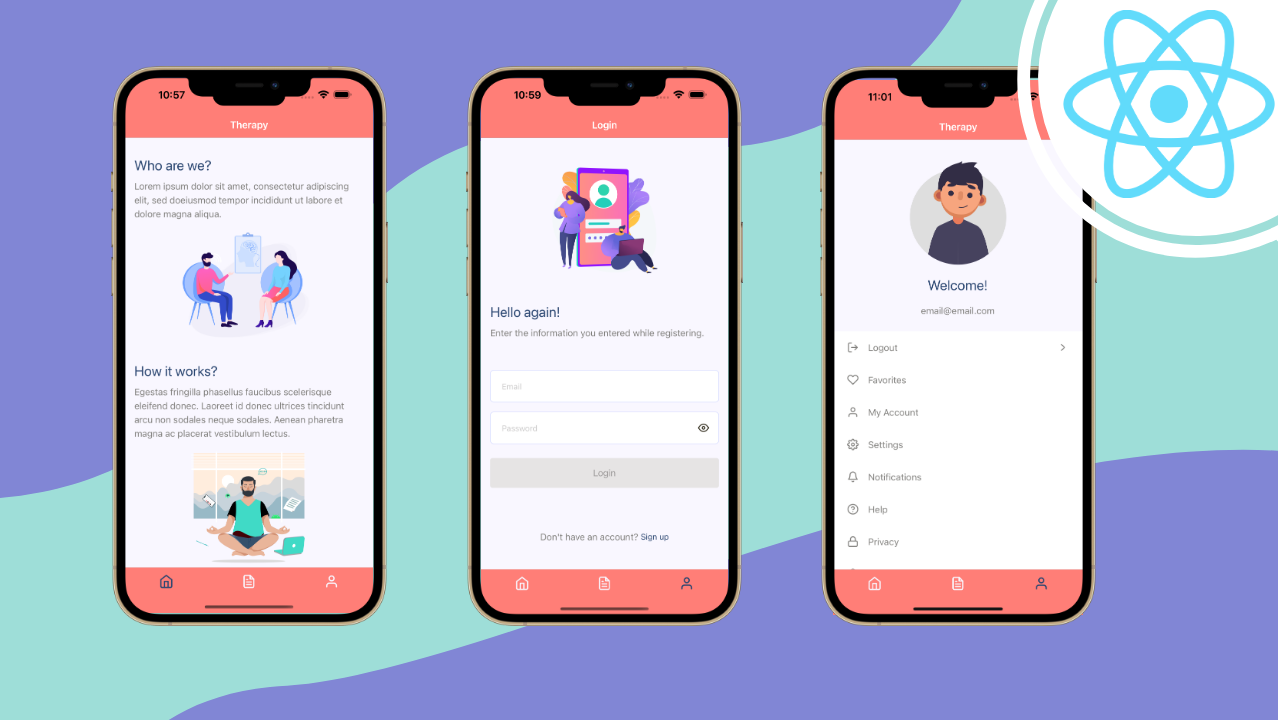 10:57
Therapy
Who are we?
Lorem ipsum dolor sit amet, consectetur adipiscing
elit, sed doeiusmod tempor incididunt ut labore et
dolore magna aliqua.
How it works?
Egestas fringilla phasellus faucibus scelerisque
eleifend donec. Laoreet id donec ultrices tincidunt
arcu non sodales neque sodales. Aenean pharetra
magna ac placerat vestibulum lectus.
10:59
Login
Hello again!
Enter the information you entered while registering.
Email
Password
Login
Don't have an account? Sign up
11:01
Therapy
Welcome!
email@email.com
Logout
Favorites
My Account
Settings
Notifications
Help
Privacy